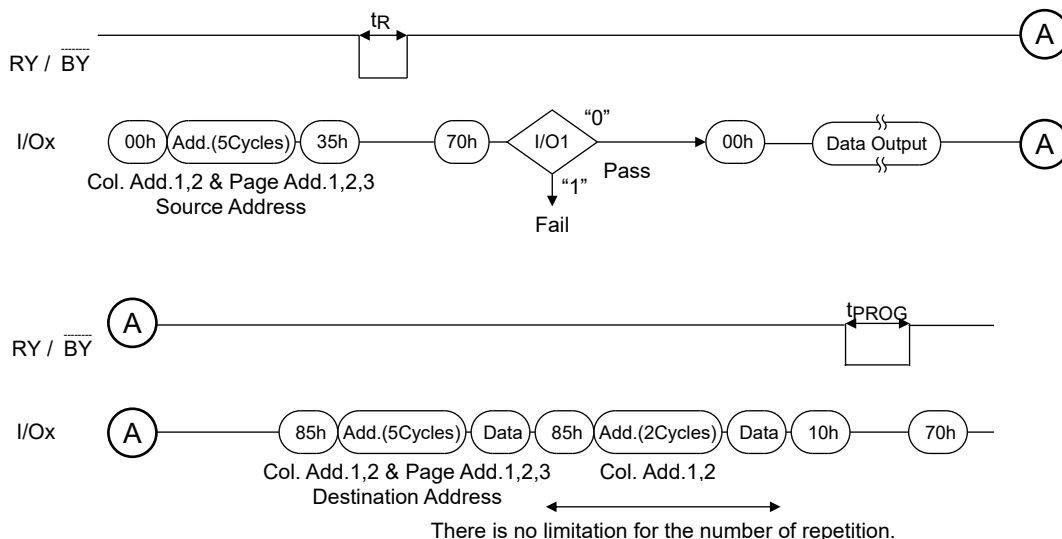 tR
A
RY / BY
I/Ox
00h Add.(5Cycles) 35h 70h I/O1 “0” 00h Data Output A
Pass
“1”
Col. Add.1,2 & Page Add.1,2,3
Source Address
Fail
A
tPROG
RY / BY
I/Ox
A 85h Add.(5Cycles) Data 85h Add.(2Cycles) Data 10h 70h
Col. Add.1,2 & Page Add.1,2,3 Col. Add.1,2
Destination Address
There is no limitation for the number of repetition.